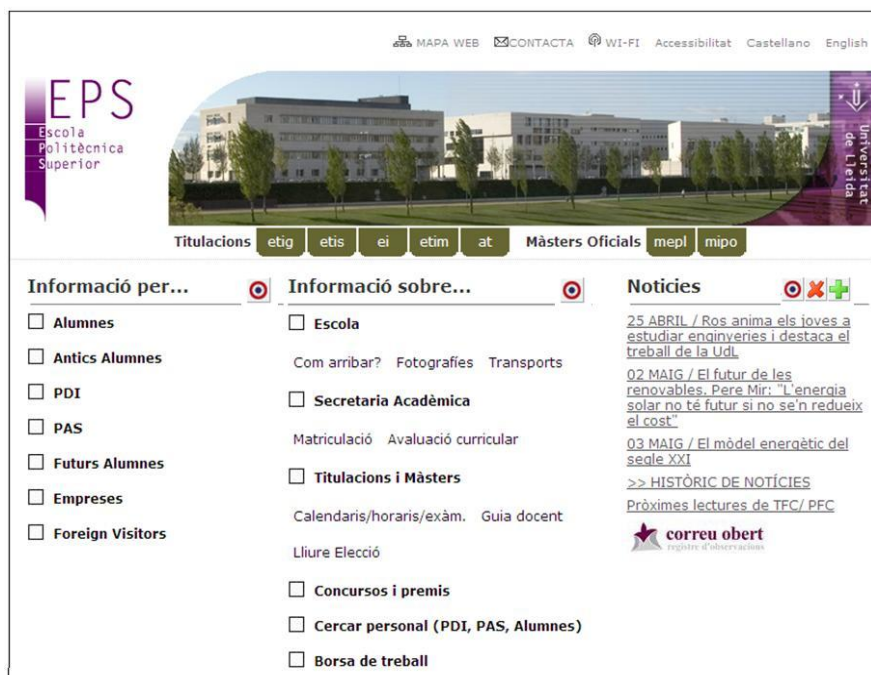 MAPA WEB CONTACTA WI-FI Accessibilitat Castellano English
EPS
Escola
Politècnica
Superior
Universitat
de Lleida
Titulacions etig etis ei etim at Màsters Oficials mepl mipo
Informació per...
Alumnes
Antics Alumnes
PDI
PAS
Futurs Alumnes
Empreses
Foreign Visitors
Informació sobre...
Escola
Com arribar? Fotografíes Transports
Secretaria Acadèmica
Matriculació Avaluació curricular
Titulacions i Màsters
Calendaris/horaris/exàm. Guia docent
Lliure Elecció
Concursos i premis
Cercar personal (PDI, PAS, Alumnes)
Borsa de treball
Noticies
25 ABRIL / Ros anima els joves a
estudiar enginyeries i destaca el
treball de la UdL
02 MAIG / El futur de les
renovables. Pere Mir: "L'energia
solar no té futur si no se'n redueix
el cost"
03 MAIG / El mòdel energètic del
segle XXI
>> HISTÒRIC DE NOTÍCIES
Pròximes lectures de TFC/ PFC
correu obert
registre d'observacions